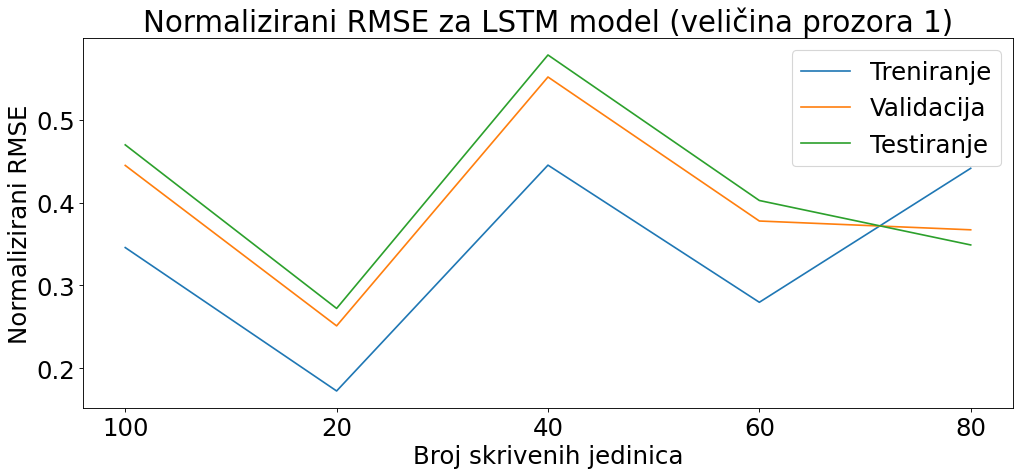 Normalizirani RMSE za LSTM model (veličina prozora 1)
Treniranje
Validacija
Testiranje
Normalizirani RMSE
0.5
0.4
0.3
0.2
100 20 40 60 80
Broj skrivenih jedinica